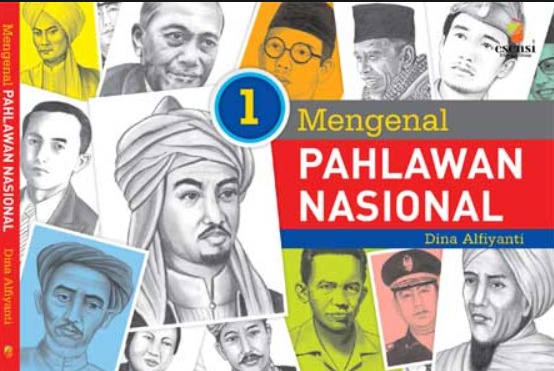 Mengenal PAHLAWAN NASIONAL Dina Alfiyanti
esensi
1
Mengenal
PAHLAWAN
NASIONAL
Dina Alfiyanti